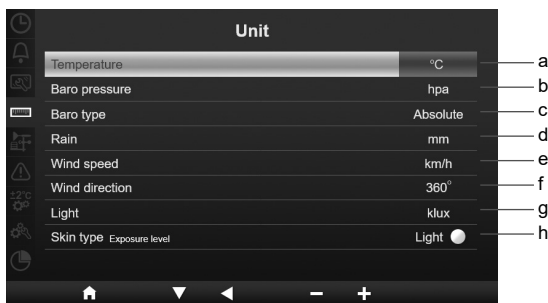 Unit
Temperature °C a
Baro pressure hpa b
Baro type Absolute c
Rain mm d
Wind speed km/h e
Wind direction 360° f
Light klux g
Skin type Exposure level Light h
±2°C